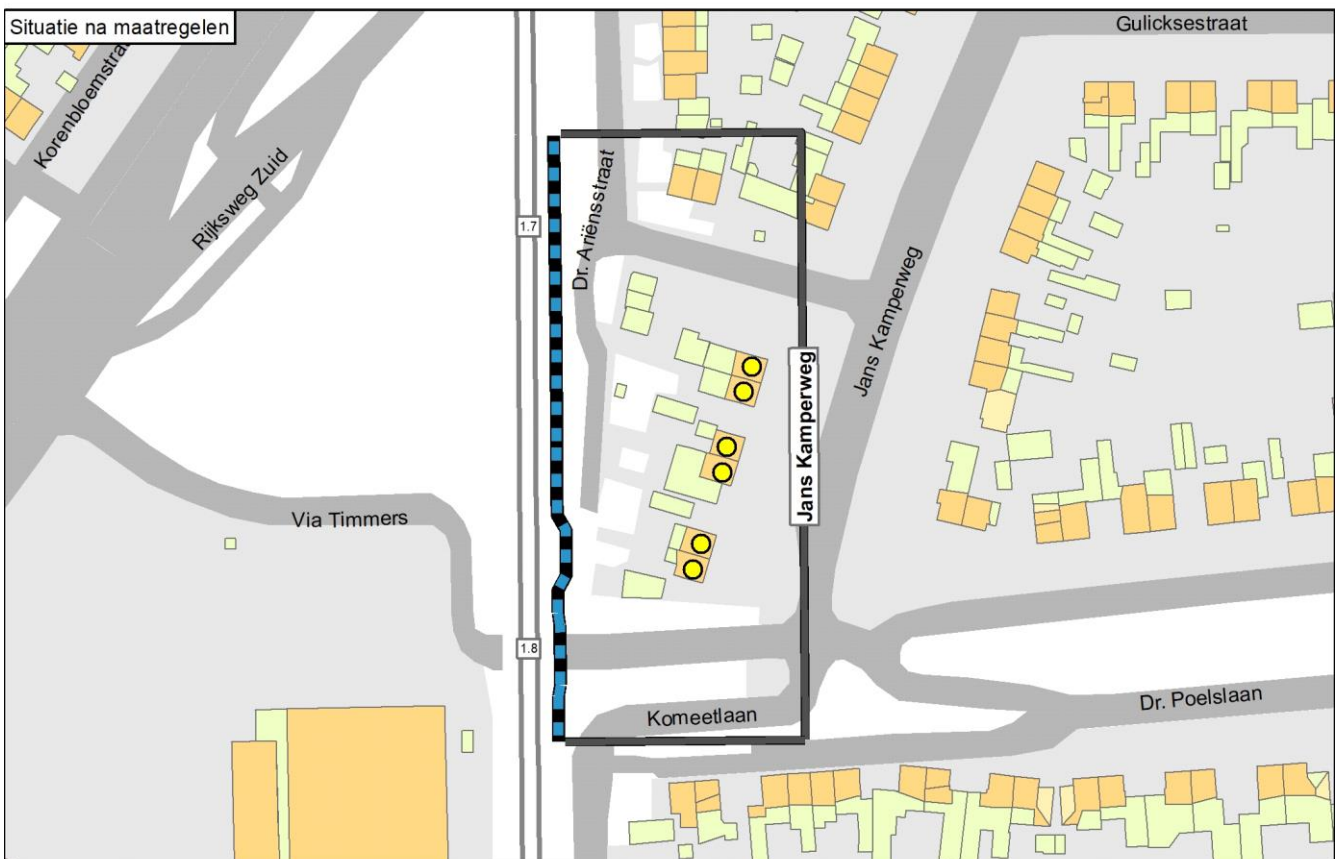 Situatie na maatregelen
Gulicksestraat
Korenbloemstra
Rijksweg Zuid
Dr. Ariënsstraat
1.7
Jans Kamperweg
Jans Kamperweg
Via Timmers
1.8
Komeetlaan
Dr. Poelslaan